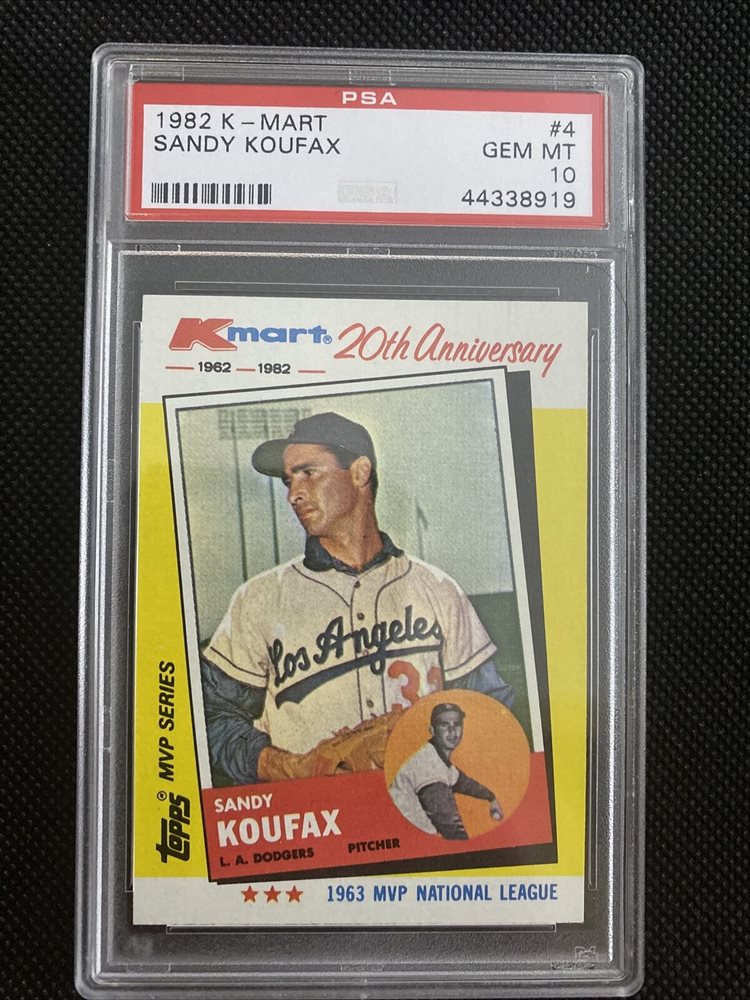 PSA
1982 K-MART #4
SANDY KOUFAX GEM MT
10
44338919
Kmart® 20th Anniversary
1962 1982
Los Angeles
3
Topps® MVP SERIES
SANDY
KOUFAX
L. A. DODGERS PITCHER
1963 MVP NATIONAL LEAGUE